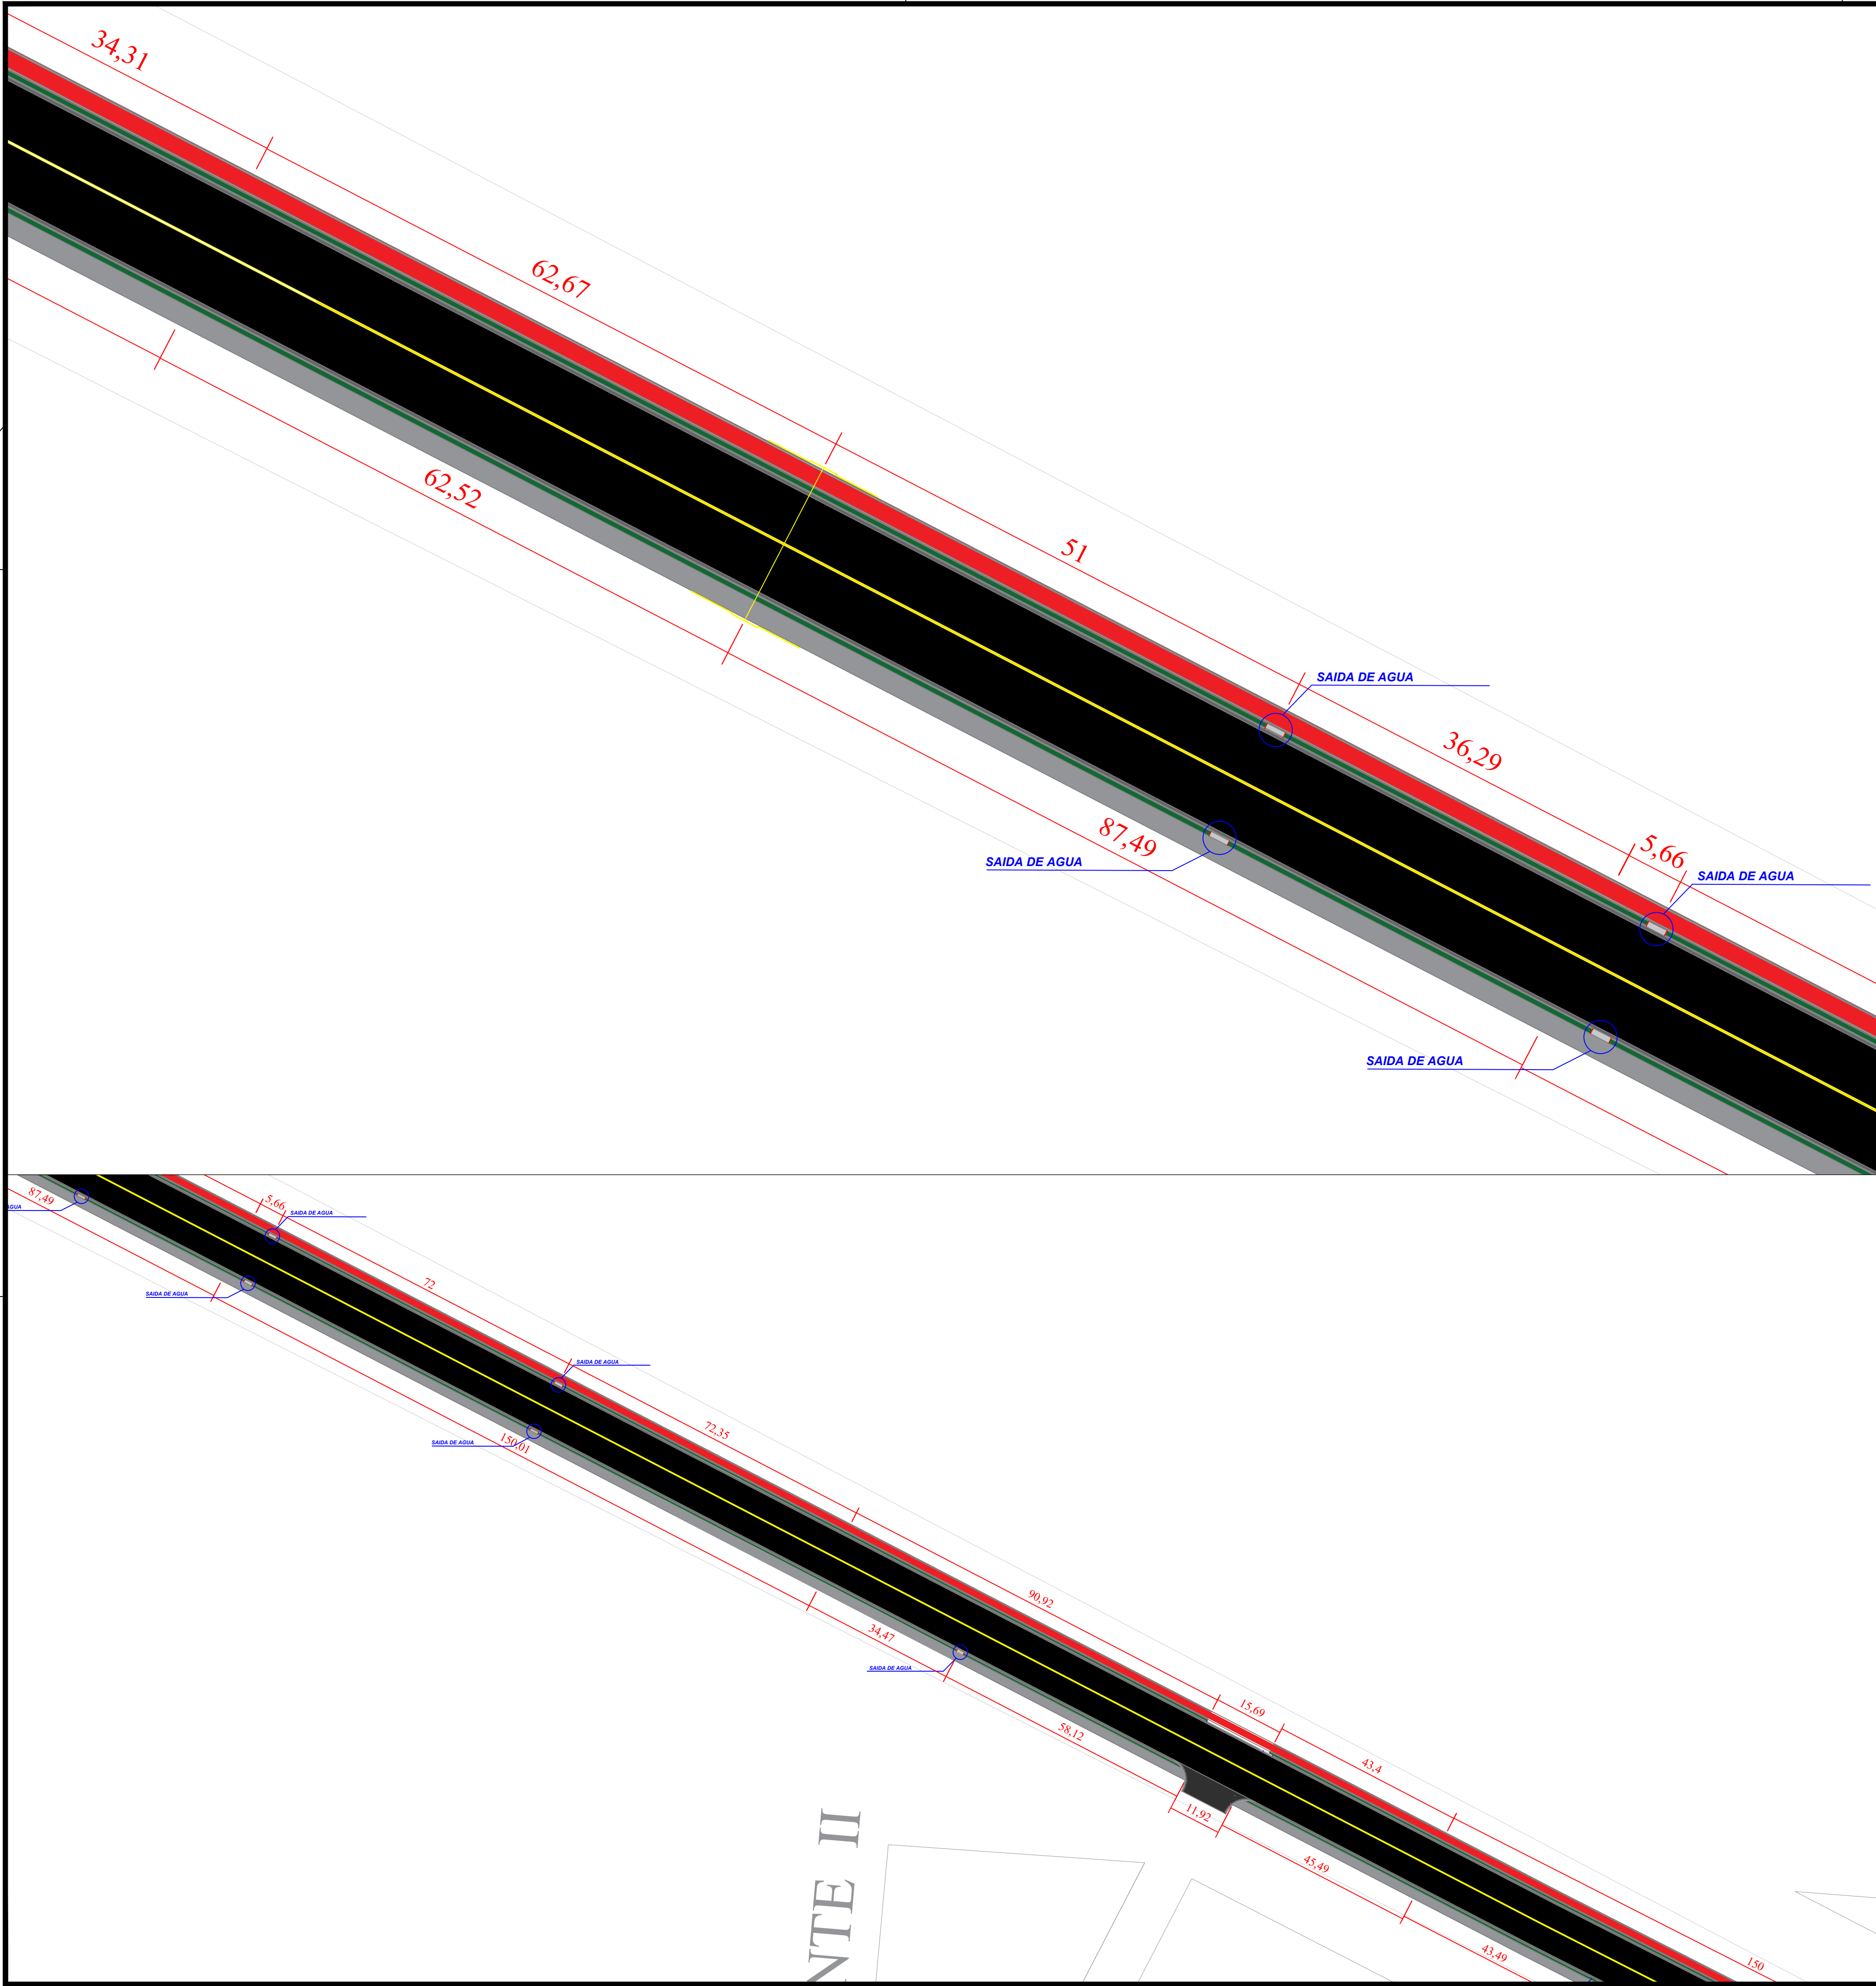 34,31
62,67
62,52
51
SAIDA DE AGUA
36,29
87,49
5,66
SAIDA DE AGUA
SAIDA DE AGUA
SAIDA DE AGUA
87,49
AGUA
5,66
SAIDA DE AGUA
72
SAIDA DE AGUA
SAIDA DE AGUA
72,35
SAIDA DE AGUA
150,01
90,92
34,47
SAIDA DE AGUA
15,69
58,12
43,4
11,92
45,49
43,49
150
NTE II